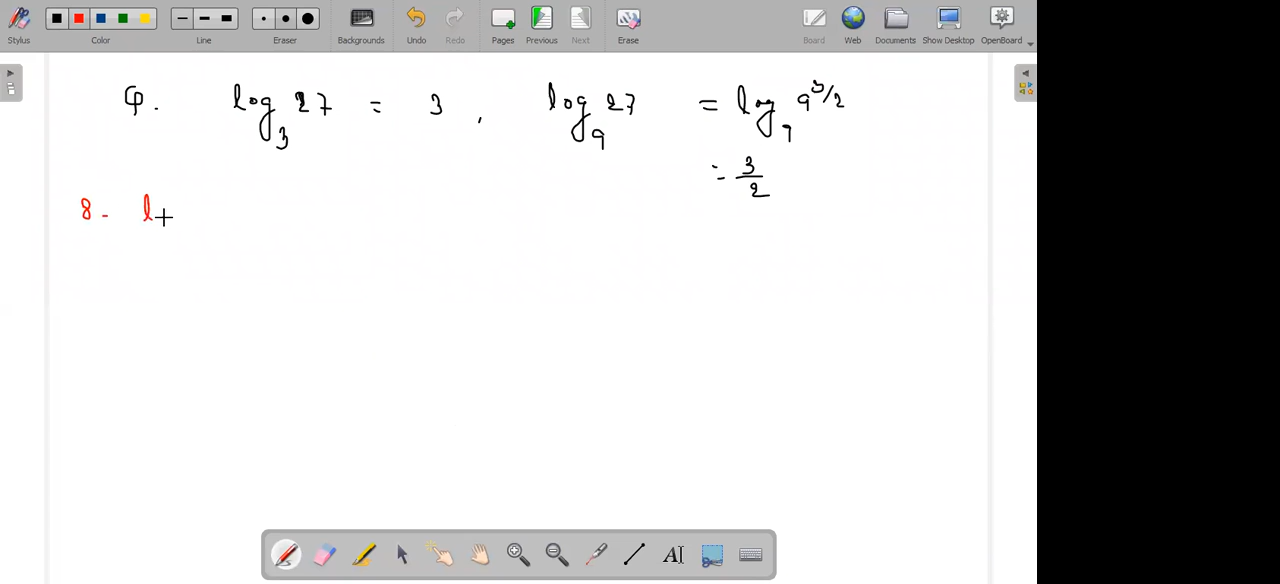 Stylus Color Line Eraser Backgrounds Undo Redo Pages Previous Next Erase Board Web Documents Show Desktop OpenBoard
Q. log₃ 27 = 3, log₉ 27 = log₉ 9^3/2
= 3/2
8. l